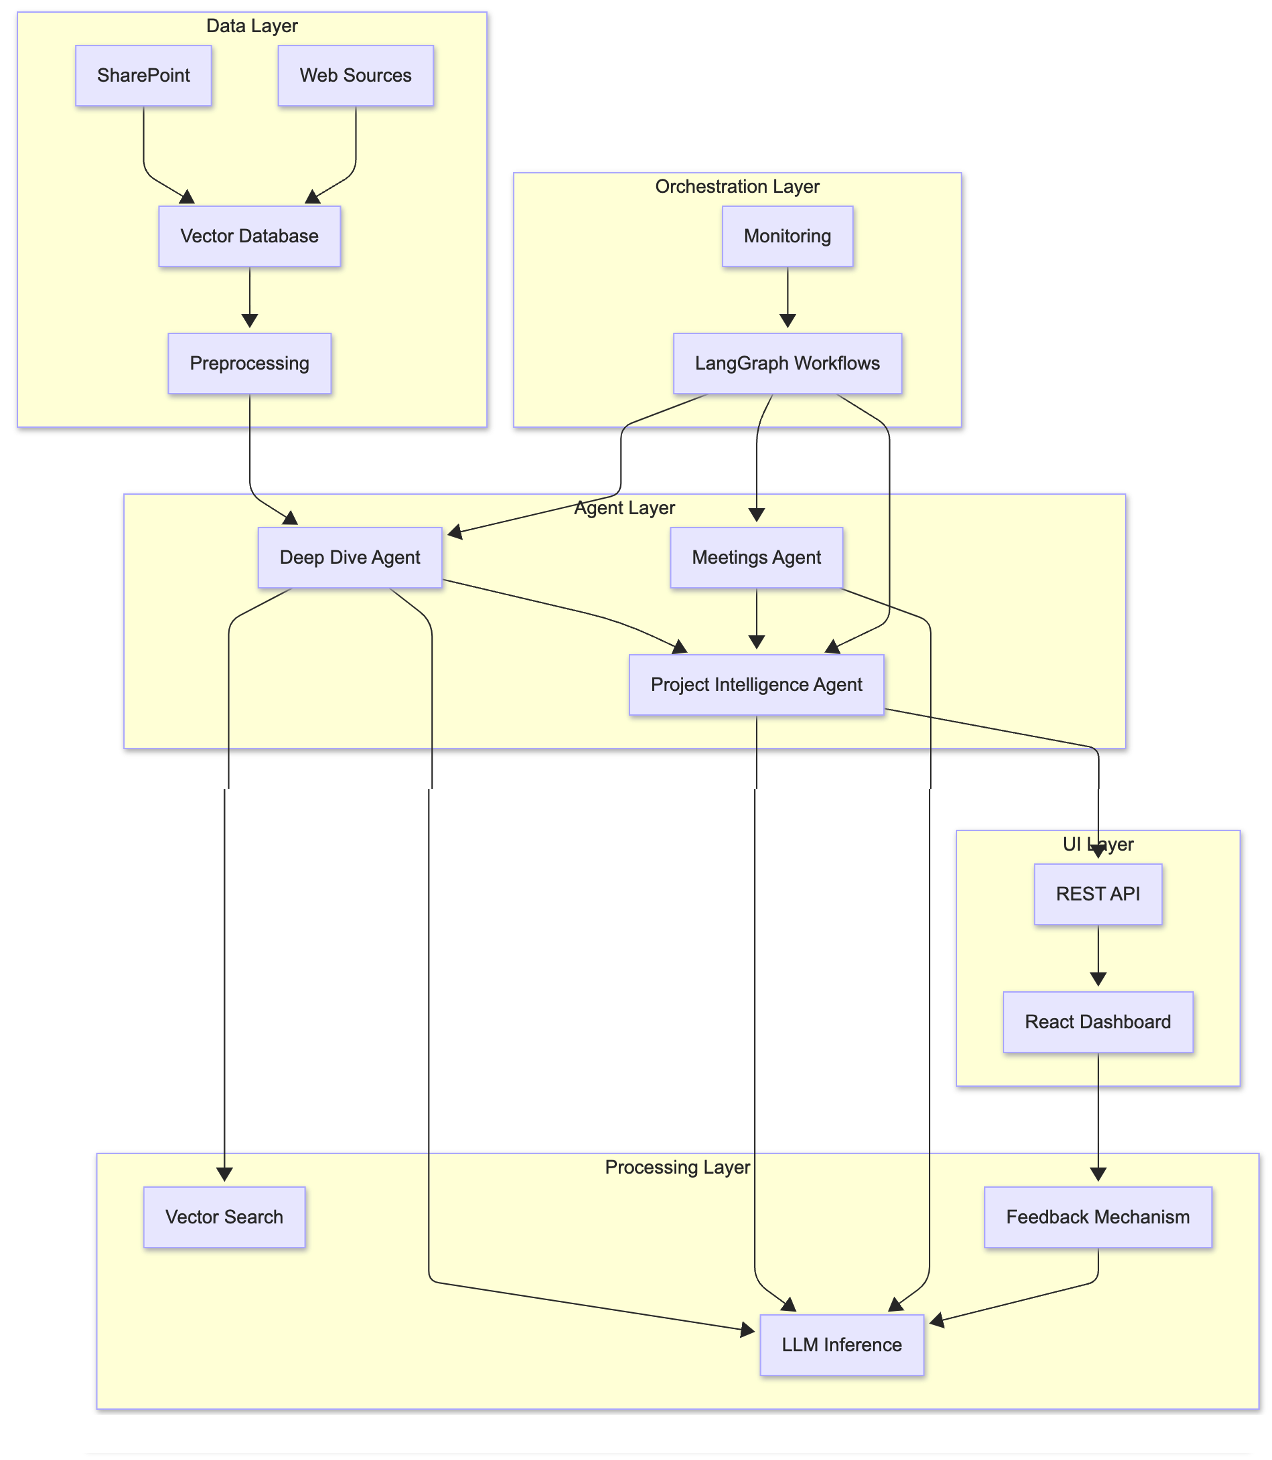 Data Layer
SharePoint
Web Sources
Vector Database
Preprocessing
Orchestration Layer
Monitoring
LangGraph Workflows
Agent Layer
Deep Dive Agent
Meetings Agent
Project Intelligence Agent
UI Layer
REST API
React Dashboard
Processing Layer
Vector Search
Feedback Mechanism
LLM Inference